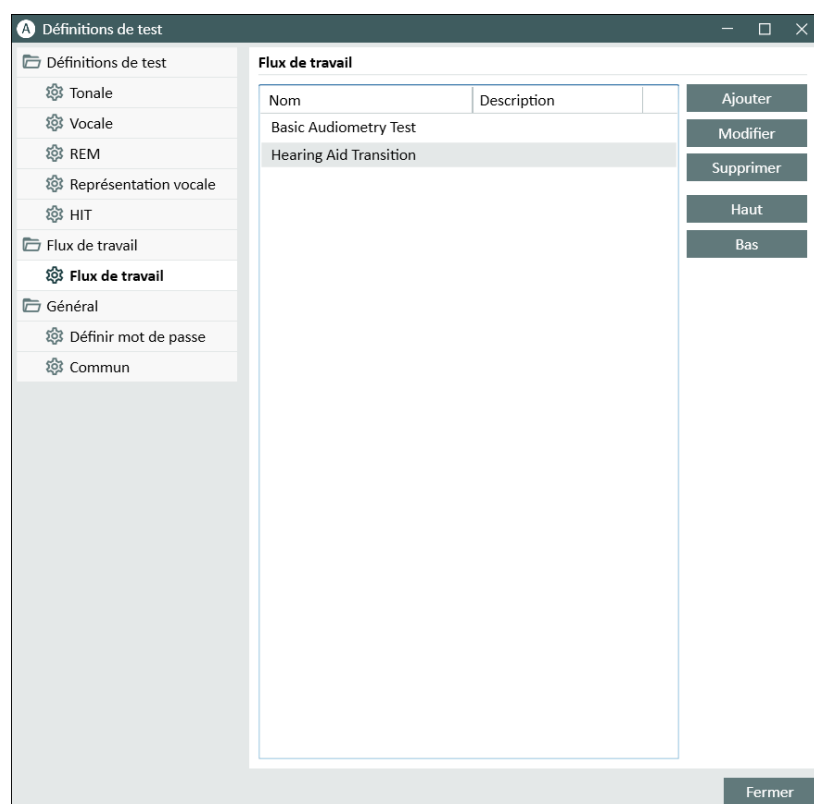 A Définitions de test
Définitions de test
Tonale
Vocale
REM
Représentation vocale
HIT
Flux de travail
Flux de travail
Général
Définir mot de passe
Commun
Flux de travail
Nom Description
Basic Audiometry Test
Hearing Aid Transition
Ajouter
Modifier
Supprimer
Haut
Bas
Fermer